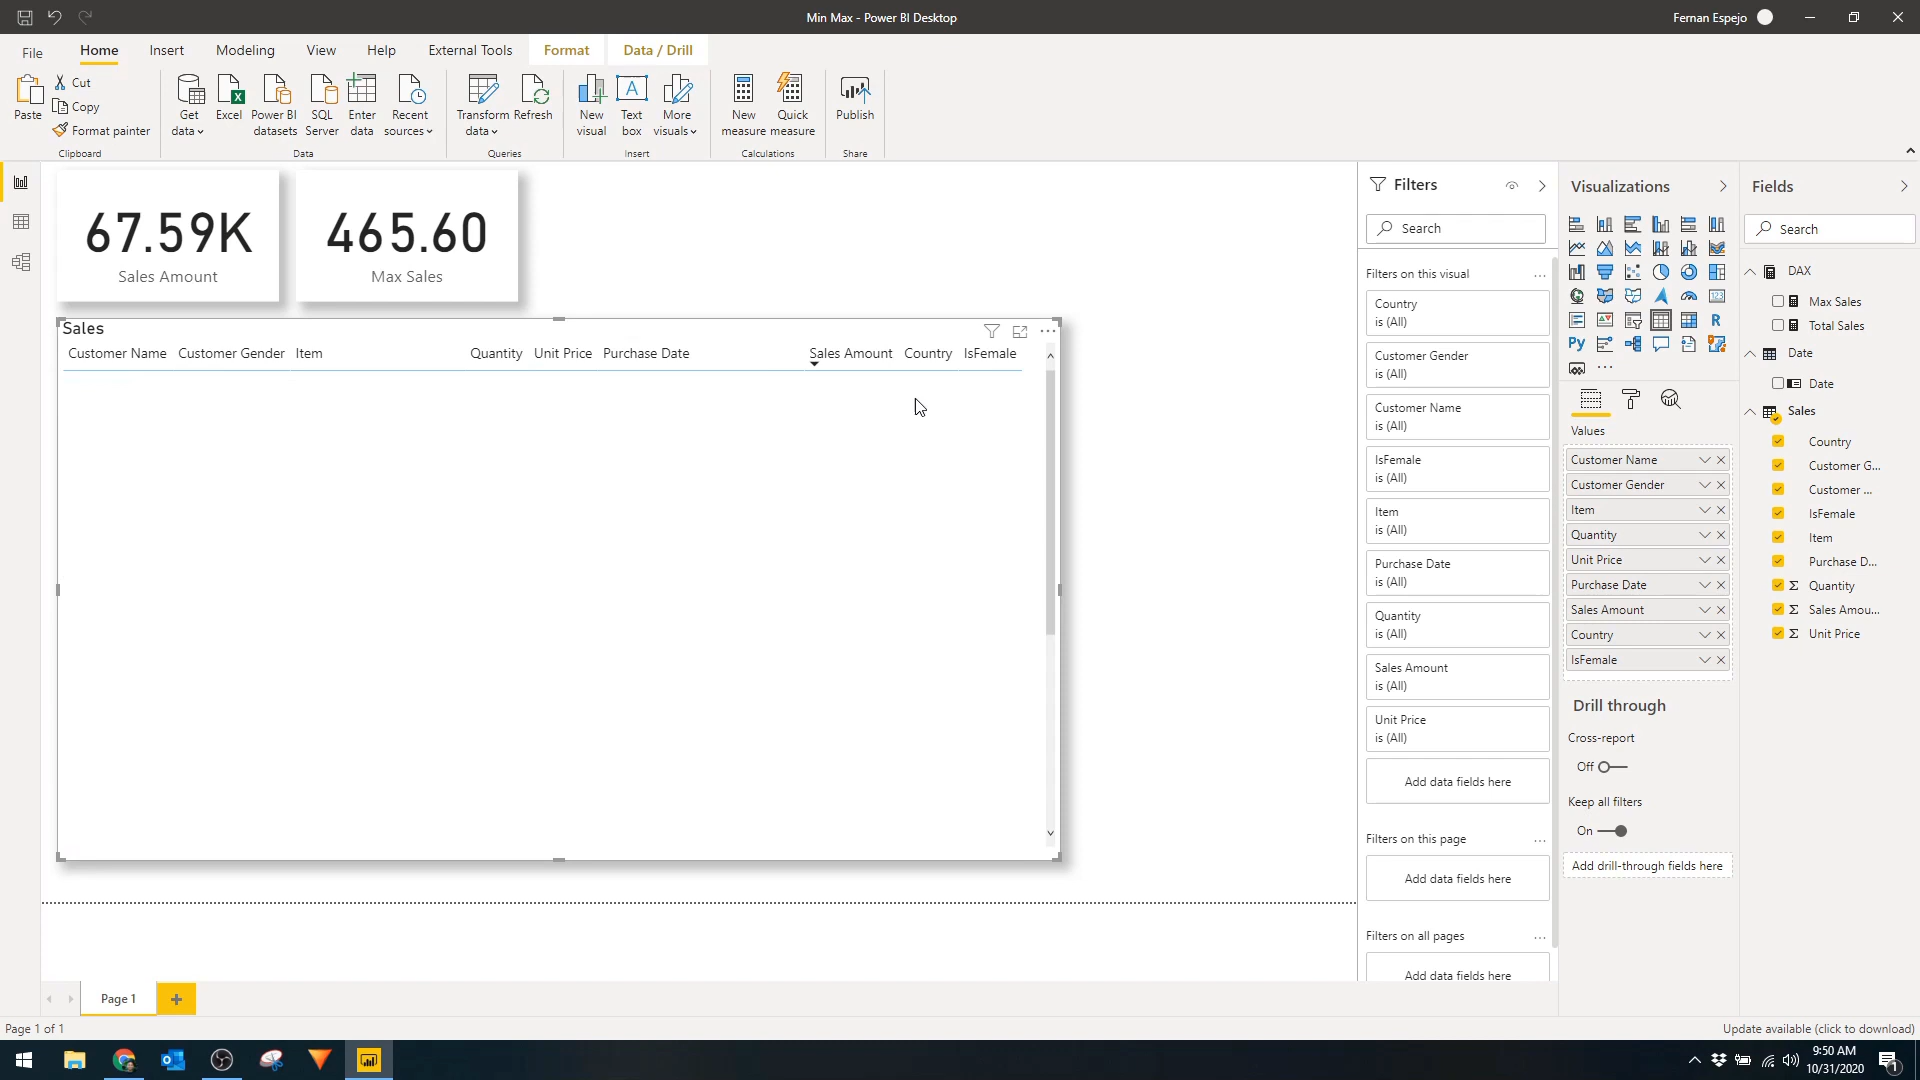 Min Max - Power BI Desktop
Fernan Espejo
File
Home
Insert
Modeling
View
Help
External Tools
Format
Data / Drill
Paste
Cut
Copy
Format painter
Clipboard
Get data
Excel
Power BI datasets
SQL Server
Enter data
Recent sources
Data
Transform data
Refresh
Queries
New visual
Text box
More visuals
Insert
New measure
Quick measure
Calculations
Publish
Share
67.59K
Sales Amount
465.60
Max Sales
Sales
Customer Name Customer Gender Item Quantity Unit Price Purchase Date Sales Amount Country IsFemale
Filters
Search
Filters on this visual
Country
is (All)
Customer Gender
is (All)
Customer Name
is (All)
IsFemale
is (All)
Item
is (All)
Purchase Date
is (All)
Quantity
is (All)
Sales Amount
is (All)
Unit Price
is (All)
Add data fields here
Filters on this page
Add data fields here
Filters on all pages
Add data fields here
Visualizations
R
Py
123
Values
Customer Name
Customer Gender
Item
Quantity
Unit Price
Purchase Date
Sales Amount
Country
IsFemale
Drill through
Cross-report
Off
Keep all filters
On
Add drill-through fields here
Fields
Search
DAX
Max Sales
Total Sales
Date
Date
Sales
Country
Customer G...
Customer ...
IsFemale
Item
Purchase D...
Σ Quantity
Σ Sales Amou...
Σ Unit Price
Page 1
Page 1 of 1
Update available (click to download)
9:50 AM
10/31/2020
1